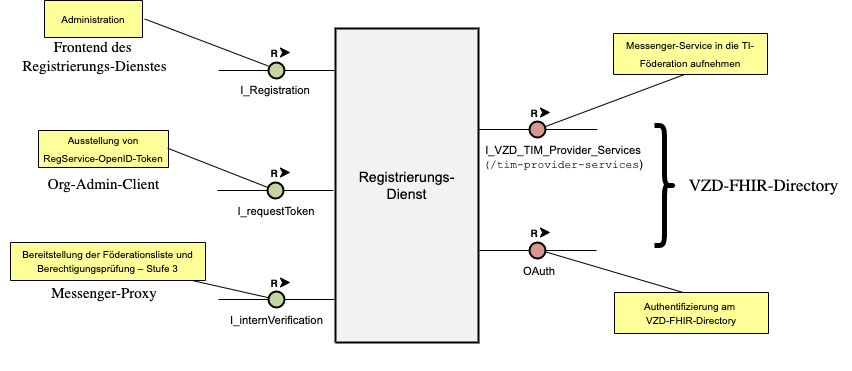 Administration
Frontend des
Registrierungs-Dienstes
R
I_Registration
Ausstellung von
RegService-OpenID-Token
Org-Admin-Client
R
I_requestToken
Bereitstellung der Föderationsliste und
Berechtigungsprüfung – Stufe 3
Messenger-Proxy
R
I_internVerification
Registrierungs-
Dienst
Messenger-Service in die TI-
Föderation aufnehmen
R
I_VZD_TIM_Provider_Services
(/tim-provider-services)
VZD-FHIR-Directory
R
OAuth
Authentifizierung am
VZD-FHIR-Directory